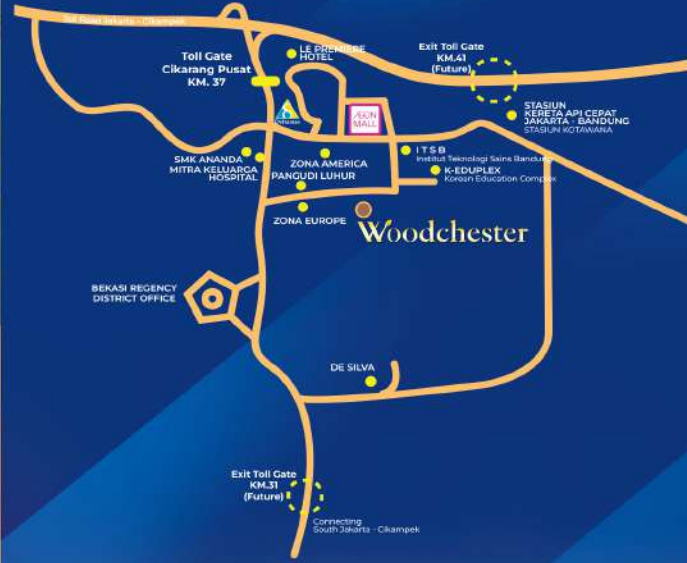 Toll Road Jakarta - Cikampek
LE PREMIERE
HOTEL
Exit Toll Gate
KM.41
(Future)
Toll Gate
Cikarang Pusat
KM. 37
ÆON
MALL
STASIUN
KERETA API CEPAT
JAKARTA - BANDUNG
STASIUN KOTAWANA
SMK ANANDA
MITRA KELUARGA
HOSPITAL
ZONA AMERICA
PANGUDI LUHUR
ITSB
Institut Teknologi Sains Bandung
K-EDUPLEX
Korean Education Complex
ZONA EUROPE
Woodchester
BEKASI REGENCY
DISTRICT OFFICE
DE SILVA
Exit Toll Gate
KM.31
(Future)
Connecting
South Jakarta - Cikampek